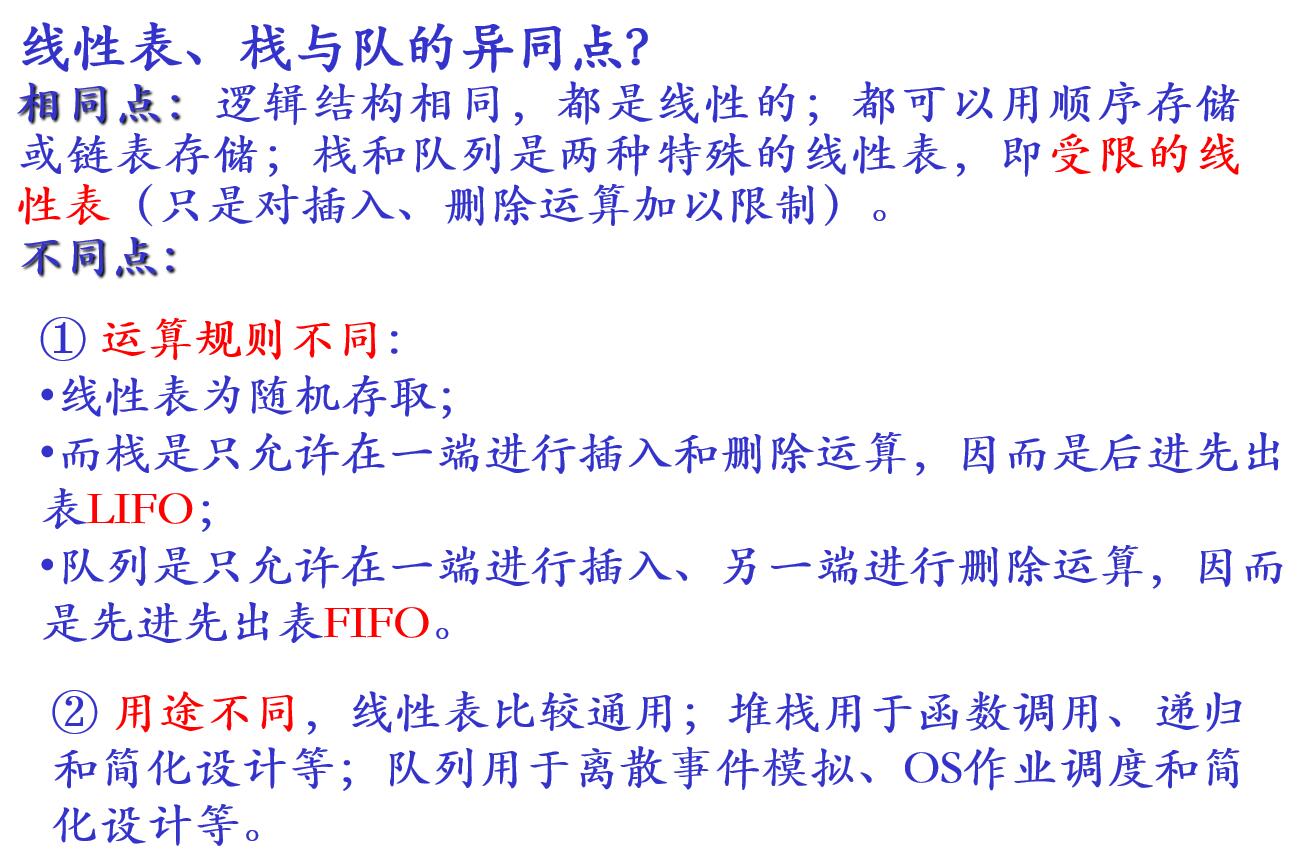 线性表、栈与队的异同点？
相同点：逻辑结构相同，都是线性的；都可以用顺序存储
或链表存储；栈和队列是两种特殊的线性表，即受限的线
性表（只是对插入、删除运算加以限制）。
不同点：
① 运算规则不同：
•线性表为随机存取；
•而栈是只允许在一端进行插入和删除运算，因而是后进先出
表LIFO；
•队列是只允许在一端进行插入、另一端进行删除运算，因而
是先进先出表FIFO。
② 用途不同，线性表比较通用；堆栈用于函数调用、递归
和简化设计等；队列用于离散事件模拟、OS作业调度和简
化设计等。